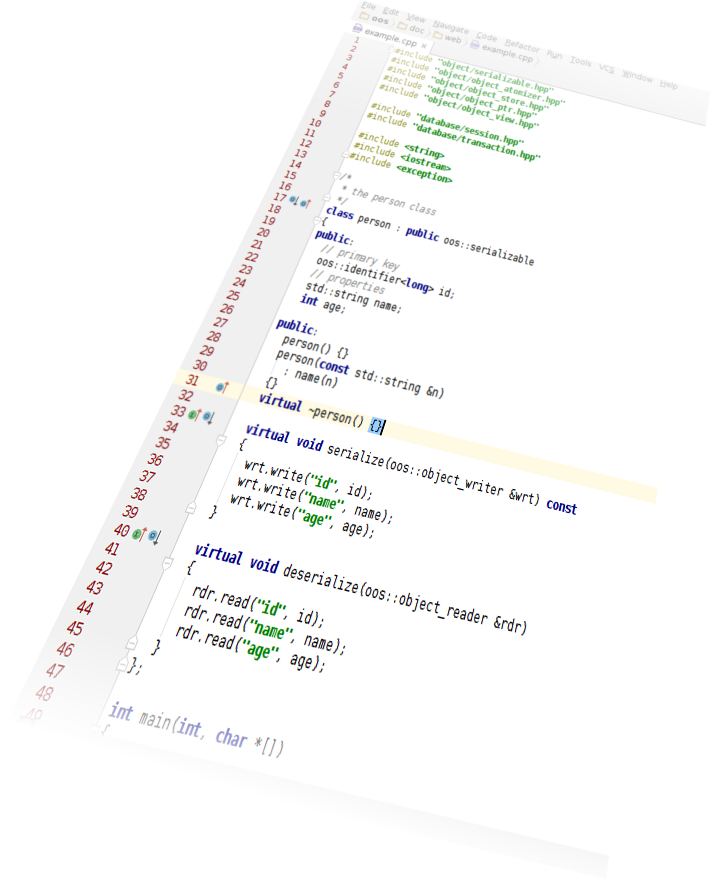 File Edit View Navigate Code Refactor Run Tools VCS Window Help
oos doc web example.cpp
example.cpp
1 #include "object/serializable.hpp"
2 #include "object/object_atomizer.hpp"
3 #include "object/object_store.hpp"
4 #include "object/object_ptr.hpp"
5 #include "object/object_view.hpp"
6
7 #include "database/session.hpp"
8 #include "database/transaction.hpp"
9
10 #include <string>
11 #include <iostream>
12 #include <exception>
13
14 /*
15 * the person class
16 */
17 class person : public oos::serializable
18 {
19 public:
20 // primary key
21 oos::identifier<long> id;
22 // properties
23 std::string name;
24 int age;
25
26 public:
27 person() {}
28 person(const std::string &n)
29 : name(n)
30 {}
31 virtual ~person() {}
32
33 virtual void serialize(oos::object_writer &wrt) const
34 {
35 wrt.write("id", id);
36 wrt.write("name", name);
37 wrt.write("age", age);
38 }
39
40 virtual void deserialize(oos::object_reader &rdr)
41 {
42 rdr.read("id", id);
43 rdr.read("name", name);
44 rdr.read("age", age);
45 }
46 };
47
48 int main(int, char *[])
49 {